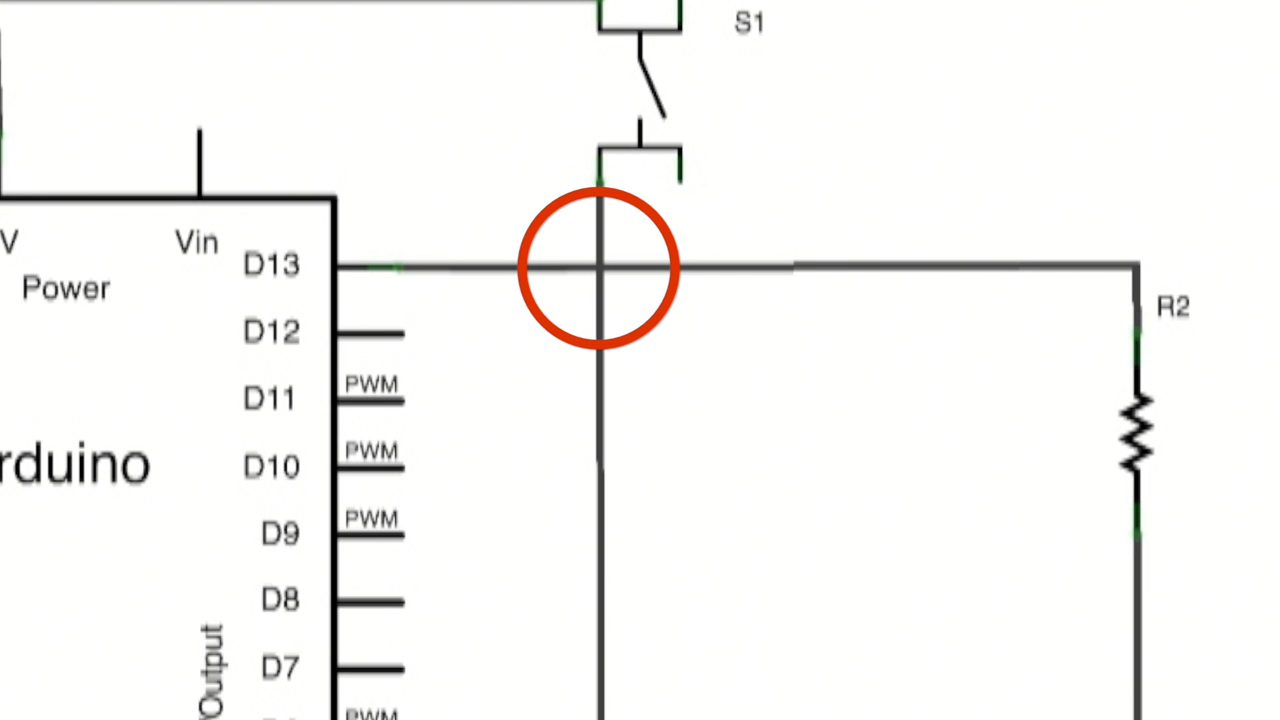 S1
V
Vin
Power
D13
R2
D12
D11 PWM
D10 PWM
rduino
D9 PWM
D8
D7
Output
PWM